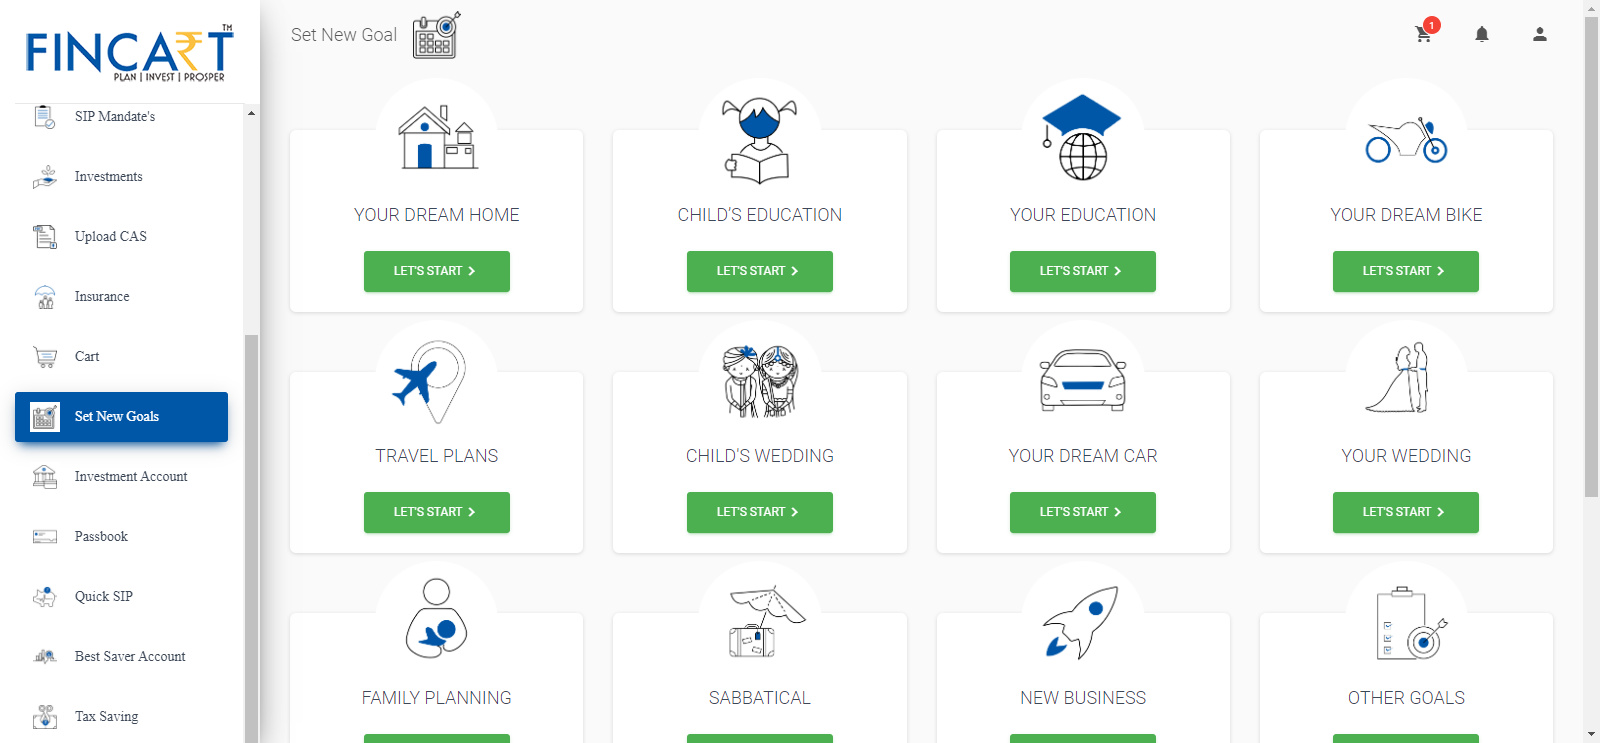 FINCART™
PLAN | INVEST | PROSPER
SIP Mandate's
Investments
Upload CAS
Insurance
Cart
Set New Goals
Investment Account
Passbook
Quick SIP
Best Saver Account
Tax Saving
Set New Goal
1
YOUR DREAM HOME
LET'S START
CHILD'S EDUCATION
LET'S START
YOUR EDUCATION
LET'S START
YOUR DREAM BIKE
LET'S START
TRAVEL PLANS
LET'S START
CHILD'S WEDDING
LET'S START
YOUR DREAM CAR
LET'S START
YOUR WEDDING
LET'S START
FAMILY PLANNING
SABBATICAL
NEW BUSINESS
OTHER GOALS